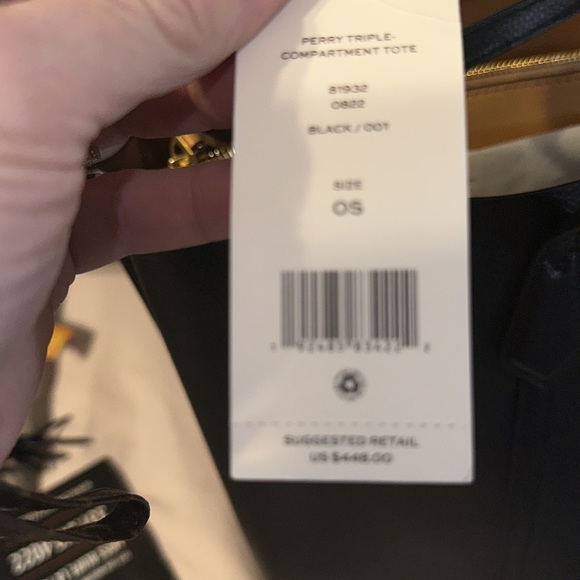 PERRY TRIPLE-
COMPARTMENT TOTE
81932
0822
BLACK / 001
SIZE
OS
SUGGESTED RETAIL
US $448.00